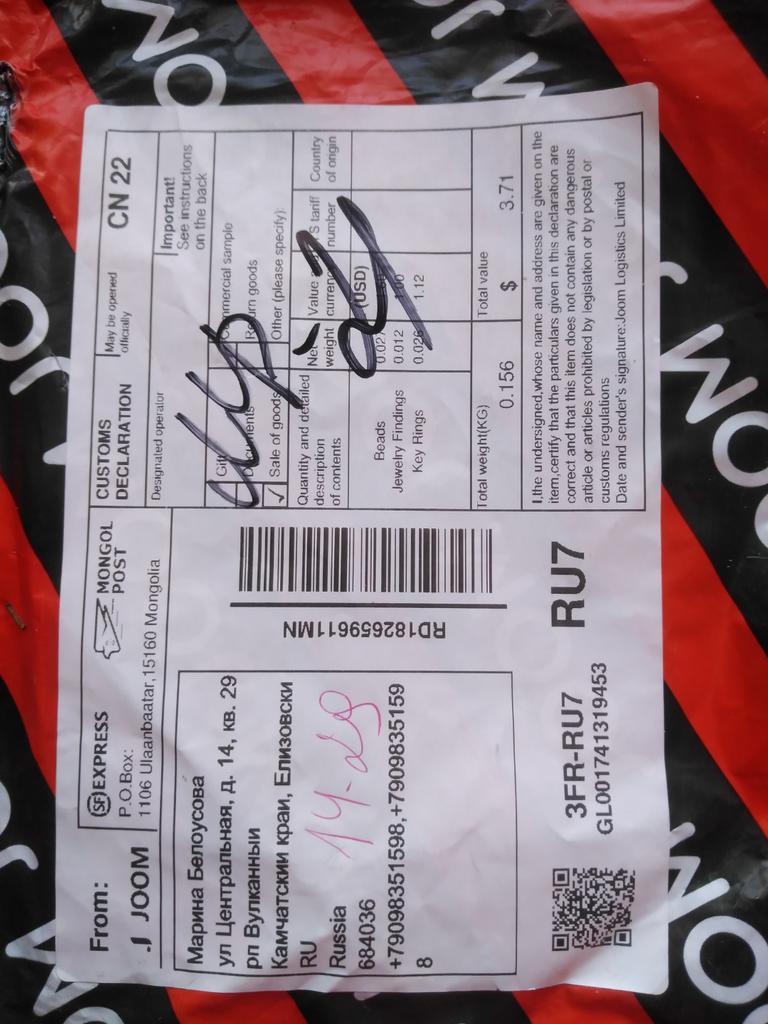 From:
JOOM
SF EXPRESS
P.O.Box:
1106 Ulaanbaatar,15160 Mongolia
MONGOL
POST
Марина Белоусова
ул Центральная, д. 14, кв. 29
рп Вулканный
Камчатский край, Елизовски
RU
Russia
684036
+79098351598,+7909835159
8
14-29
RD182659611MN
3FR-RU7
GL001741319453
RU7
CUSTOMS
DECLARATION
May be opened
officially
CN 22
Designated operator
Important!
See instructions
on the back
Gift
Commercial sample
Documents
Return goods
✓ Sale of goods
Other (please specify):
Quantity and detailed
description
of contents
Net
weight
Value
currency
(USD)
tariff
number
Country
of origin
Beads
Jewelry Findings 0.012
Key Rings 1.12
Total weight(KG)
0.156
Total value
$ 3.71
I,the undersigned,whose name and address are given on the
item,certify that the particulars given in this declaration are
correct and that this item does not contain any dangerous
article or articles prohibited by legislation or by postal or
customs regulations
Date and sender's signature:Joom Logistics Limited